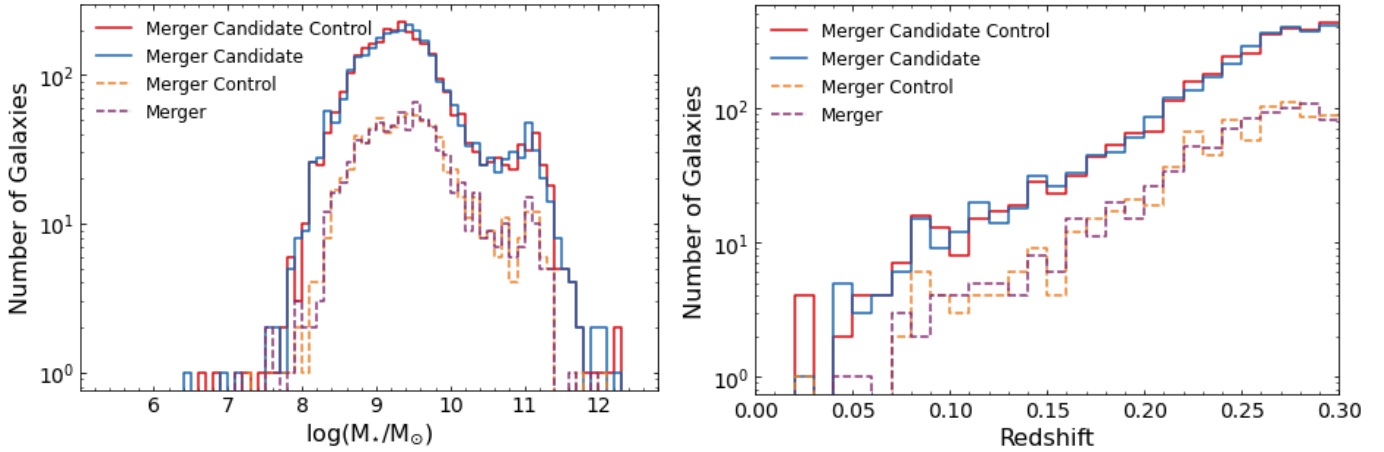 Number of Galaxies
10²
10¹
10⁰
Merger Candidate Control
Merger Candidate
Merger Control
Merger
6 7 8 9 10 11 12
log(M⋆/M⊙)
Number of Galaxies
10²
10¹
10⁰
Merger Candidate Control
Merger Candidate
Merger Control
Merger
0.00 0.05 0.10 0.15 0.20 0.25 0.30
Redshift